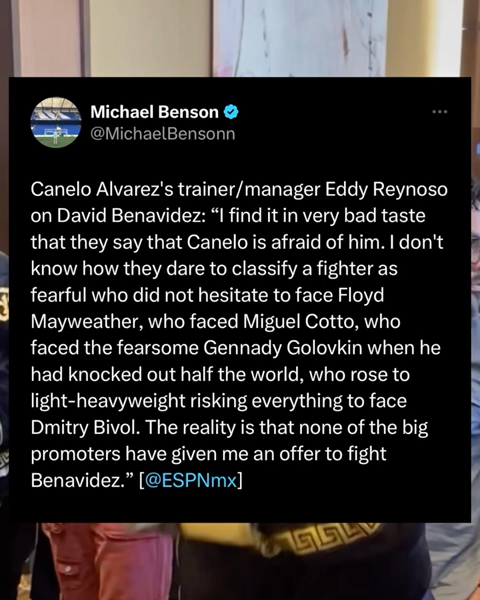 Michael Benson
@MichaelBensonn
Canelo Alvarez's trainer/manager Eddy Reynoso
on David Benavidez: “I find it in very bad taste
that they say that Canelo is afraid of him. I don't
know how they dare to classify a fighter as
fearful who did not hesitate to face Floyd
Mayweather, who faced Miguel Cotto, who
faced the fearsome Gennady Golovkin when he
had knocked out half the world, who rose to
light-heavyweight risking everything to face
Dmitry Bivol. The reality is that none of the big
promoters have given me an offer to fight
Benavidez.” [@ESPNmx]